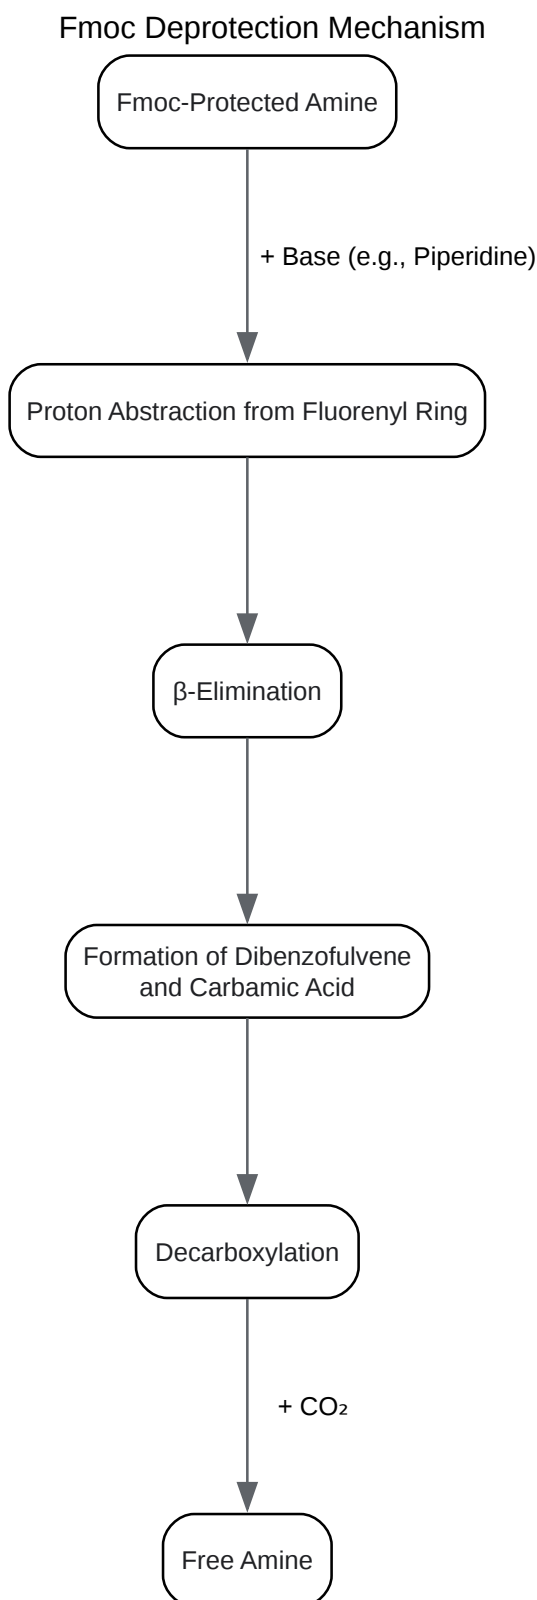 Fmoc Deprotection Mechanism
Fmoc-Protected Amine
+ Base (e.g., Piperidine)
Proton Abstraction from Fluorenyl Ring
β-Elimination
Formation of Dibenzofulvene
and Carbamic Acid
Decarboxylation
+ CO₂
Free Amine